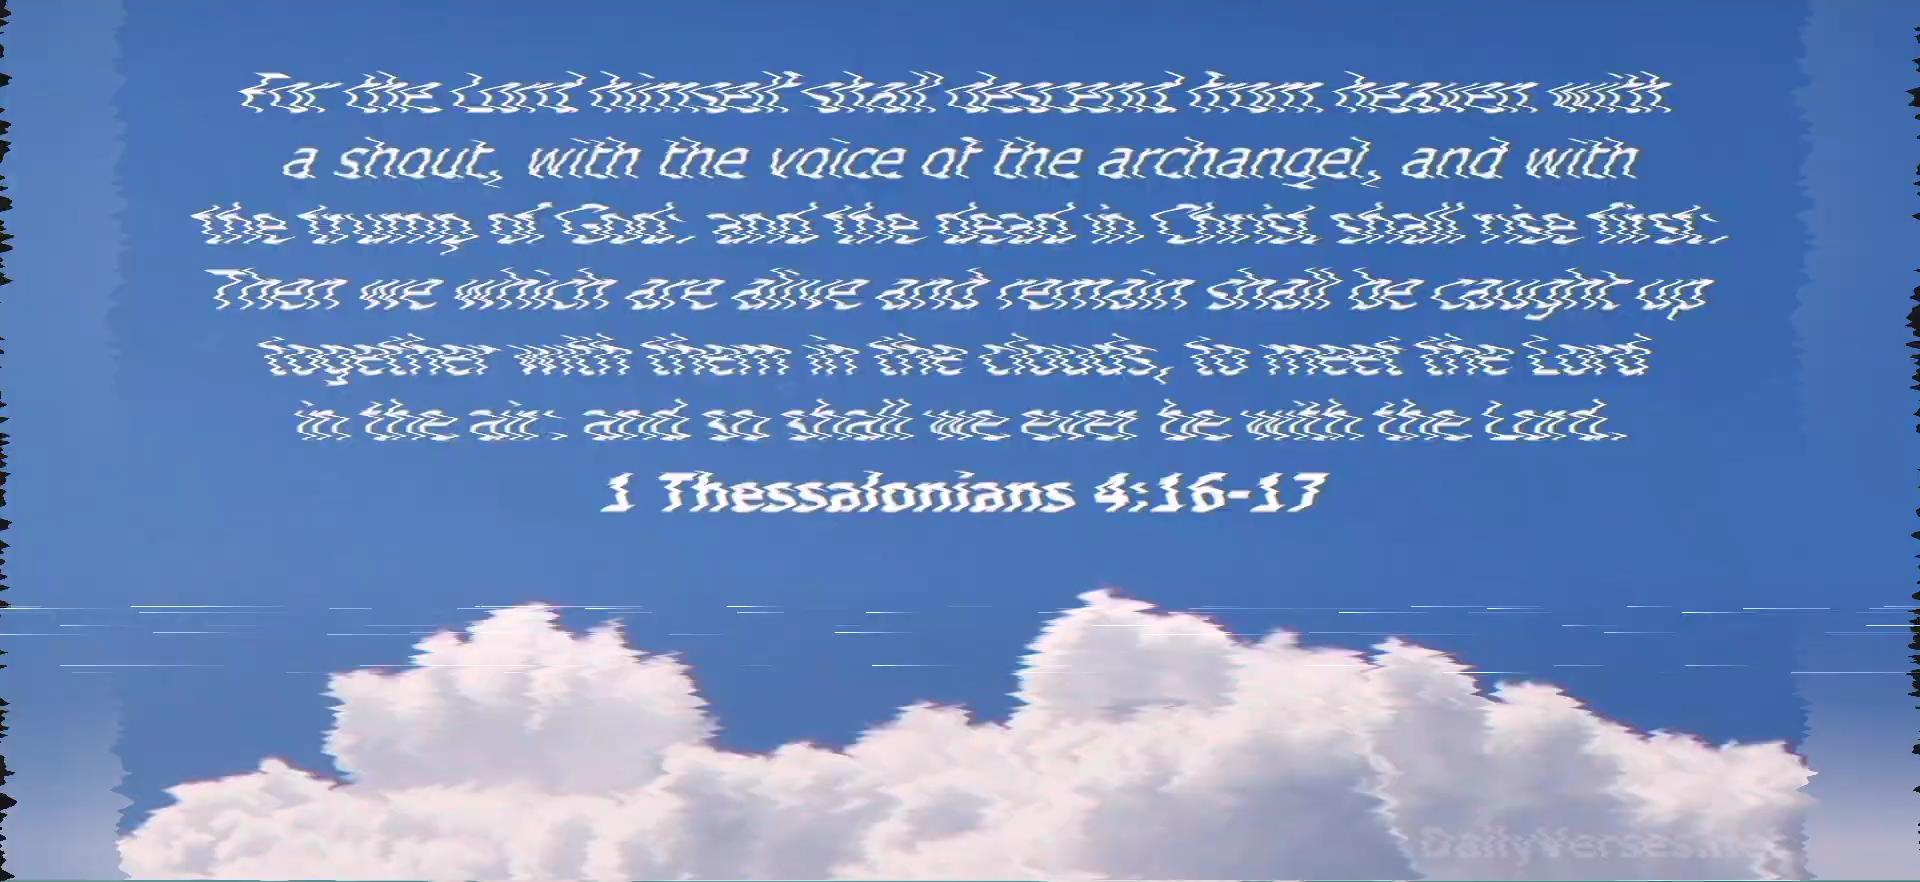 For the Lord himself shall descend from heaven with
a shout, with the voice of the archangel, and with
the trump of God: and the dead in Christ shall rise first:
Then we which are alive and remain shall be caught up
together with them in the clouds, to meet the Lord
in the air: and so shall we ever be with the Lord.
1 Thessalonians 4:16-17
DailyVerses.net